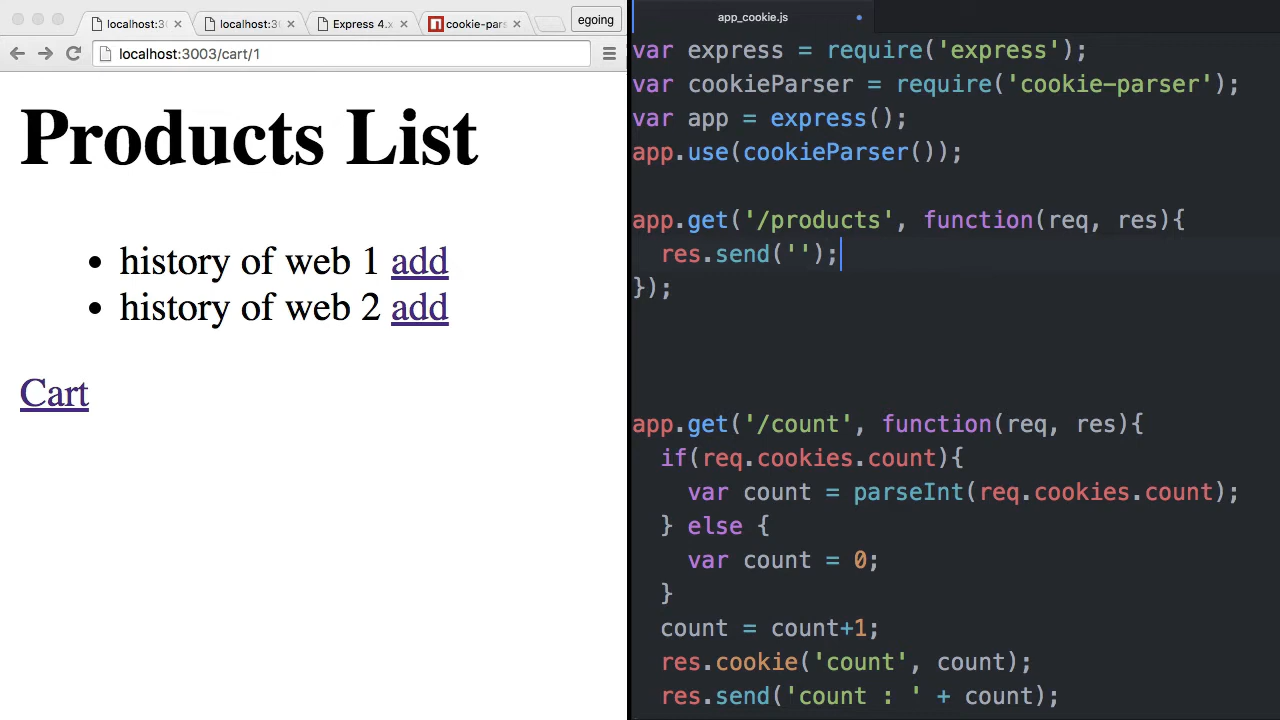 localhost:3 × localhost:30 × Express 4.x × cookie-pars × egoing
localhost:3003/cart/1
Products List
• history of web 1 add
• history of web 2 add
Cart
app_cookie.js
var express = require('express');
var cookieParser = require('cookie-parser');
var app = express();
app.use(cookieParser());
app.get('/products', function(req, res){
res.send('');
});
app.get('/count', function(req, res){
if(req.cookies.count){
var count = parseInt(req.cookies.count);
} else {
var count = 0;
}
count = count+1;
res.cookie('count', count);
res.send('count : ' + count);